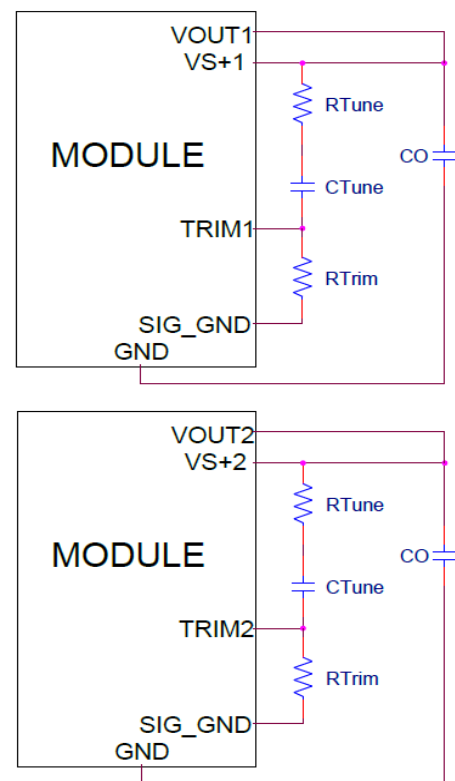 VOUT1
VS+1
RTune
MODULE
CO
CTune
TRIM1
RTrim
SIG_GND
GND
VOUT2
VS+2
RTune
MODULE
CO
CTune
TRIM2
RTrim
SIG_GND
GND